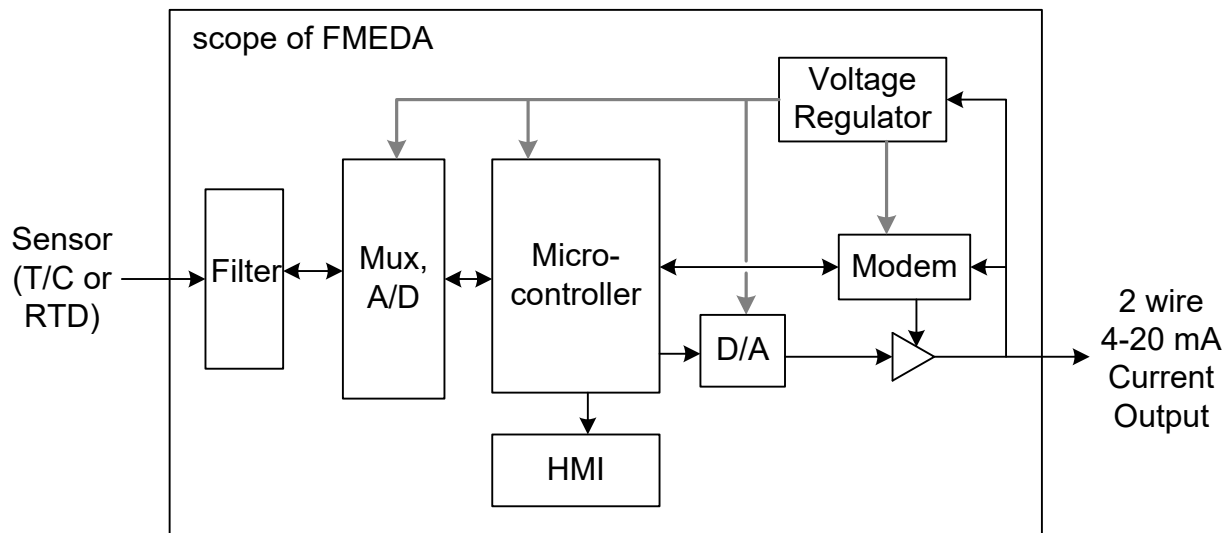 scope of FMEDA
Voltage
Regulator
Sensor
(T/C or
RTD)
Filter
Mux,
A/D
Micro-
controller
Modem
D/A
HMI
2 wire
4-20 mA
Current
Output